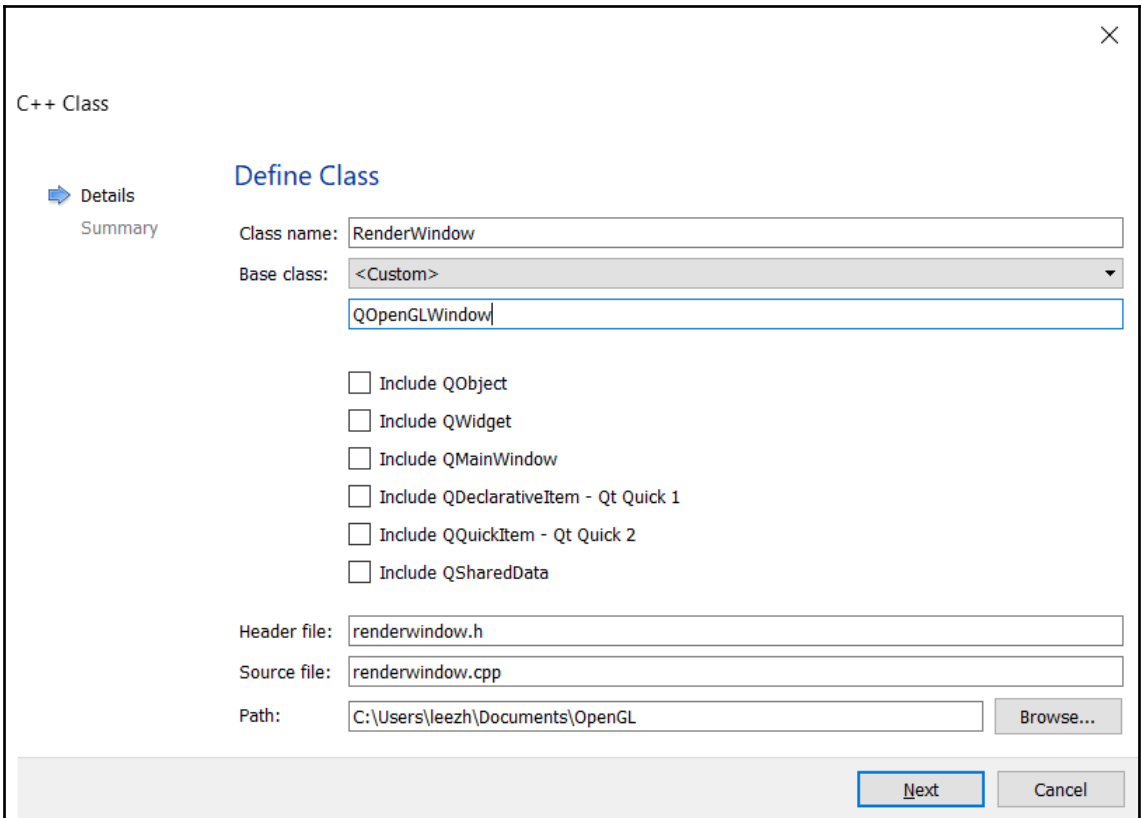 C++ Class
Details
Summary
Define Class
Class name: RenderWindow
Base class: <Custom>
QOpenGLWindow
Include QObject
Include QWidget
Include QMainWindow
Include QDeclarativeItem - Qt Quick 1
Include QQuickItem - Qt Quick 2
Include QSharedData
Header file: renderwindow.h
Source file: renderwindow.cpp
Path: C:\Users\leezh\Documents\OpenGL Browse...
Next Cancel